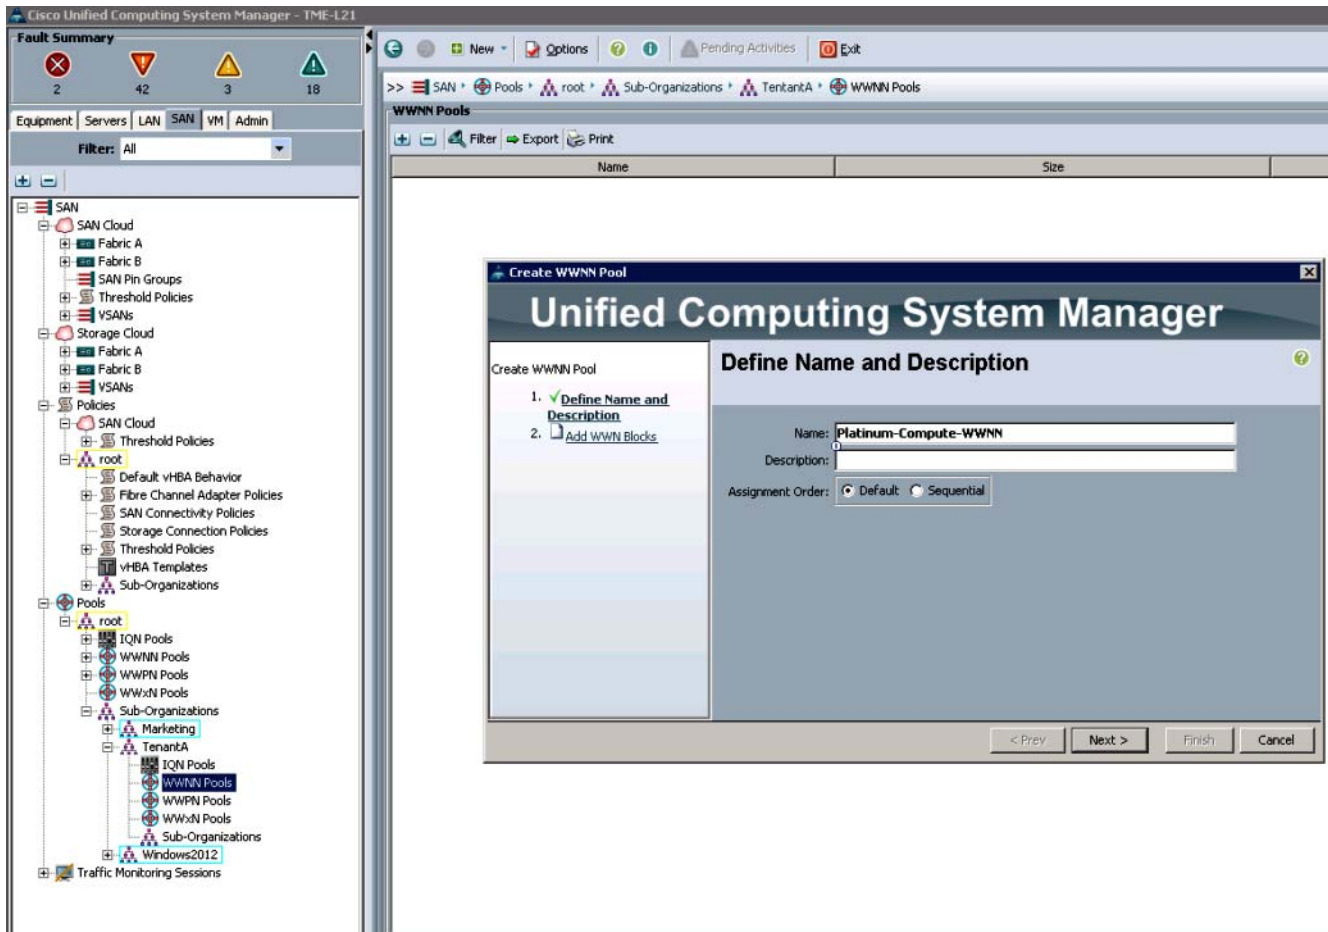 Cisco Unified Computing System Manager - TME-L21
Fault Summary
2 42 3 18
Equipment Servers LAN SAN VM Admin
Filter: All
SAN
SAN Cloud
Fabric A
Fabric B
SAN Pin Groups
Threshold Policies
VSANs
Storage Cloud
Fabric A
Fabric B
VSANs
Policies
SAN Cloud
Threshold Policies
root
Default vHBA Behavior
Fibre Channel Adapter Policies
SAN Connectivity Policies
Storage Connection Policies
Threshold Policies
vHBA Templates
Sub-Organizations
Pools
root
IQN Pools
WWNN Pools
WWPN Pools
WWxN Pools
Sub-Organizations
Marketing
TenantA
IQN Pools
WWNN Pools
WWPN Pools
WWxN Pools
Sub-Organizations
Windows2012
Traffic Monitoring Sessions
New Options Pending Activities Exit
>> SAN Pools root Sub-Organizations TentantA WWNN Pools
WWNN Pools
Filter Export Print
Name Size
Create WWNN Pool
Unified Computing System Manager
Create WWNN Pool
1. Define Name and
Description
2. Add WWN Blocks
Define Name and Description
Name: Platinum-Compute-WWNN
Description:
Assignment Order: Default Sequential
< Prev Next > Finish Cancel